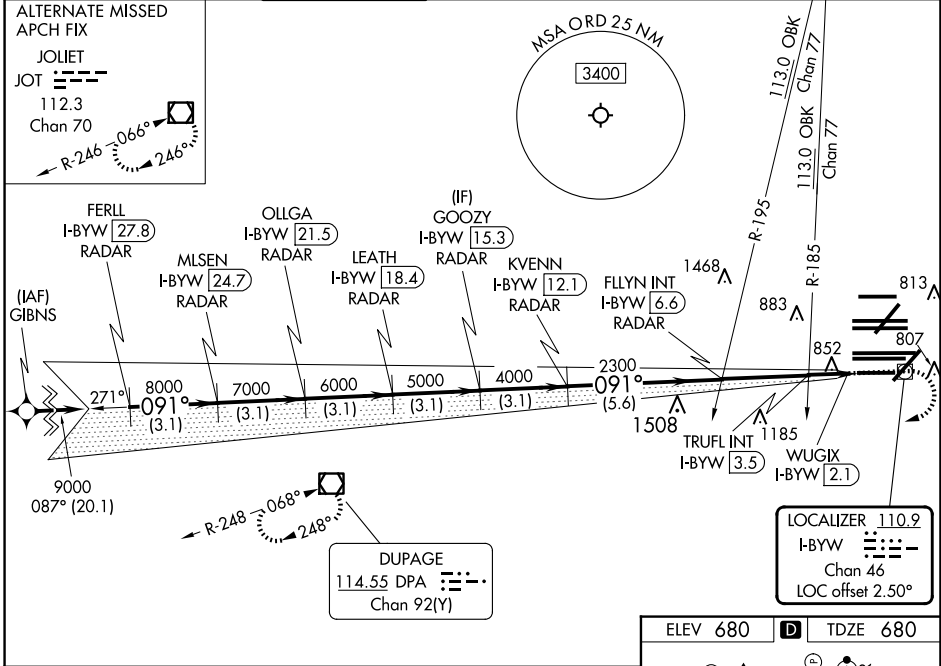 ALTERNATE MISSED
APCH FIX
JOLIET
JOT
112.3
Chan 70
R-246
066°
246°
MSA ORD 25 NM
3400
113.0 OBK
Chan 77
113.0 OBK
Chan 77
R-195
R-185
FERLL
I-BYW 27.8
RADAR
MLSEN
I-BYW 24.7
RADAR
OLLGA
I-BYW 21.5
RADAR
LEATH
I-BYW 18.4
RADAR
(IF)
GOOZY
I-BYW 15.3
RADAR
KVENN
I-BYW 12.1
RADAR
FLLYN INT
I-BYW 6.6
RADAR
1468
883
813
807
852
(IAF)
GIBNS
271°
8000
091°
(3.1)
7000
(3.1)
6000
(3.1)
5000
(3.1)
4000
(3.1)
2300
091°
(5.6)
1508
1185
TRUFL INT
I-BYW 3.5
WUGIX
I-BYW 2.1
9000
087° (20.1)
R-248
068°
248°
DUPAGE
114.55 DPA
Chan 92(Y)
LOCALIZER 110.9
I-BYW
Chan 46
LOC offset 2.50°
ELEV 680 D TDZE 680
P